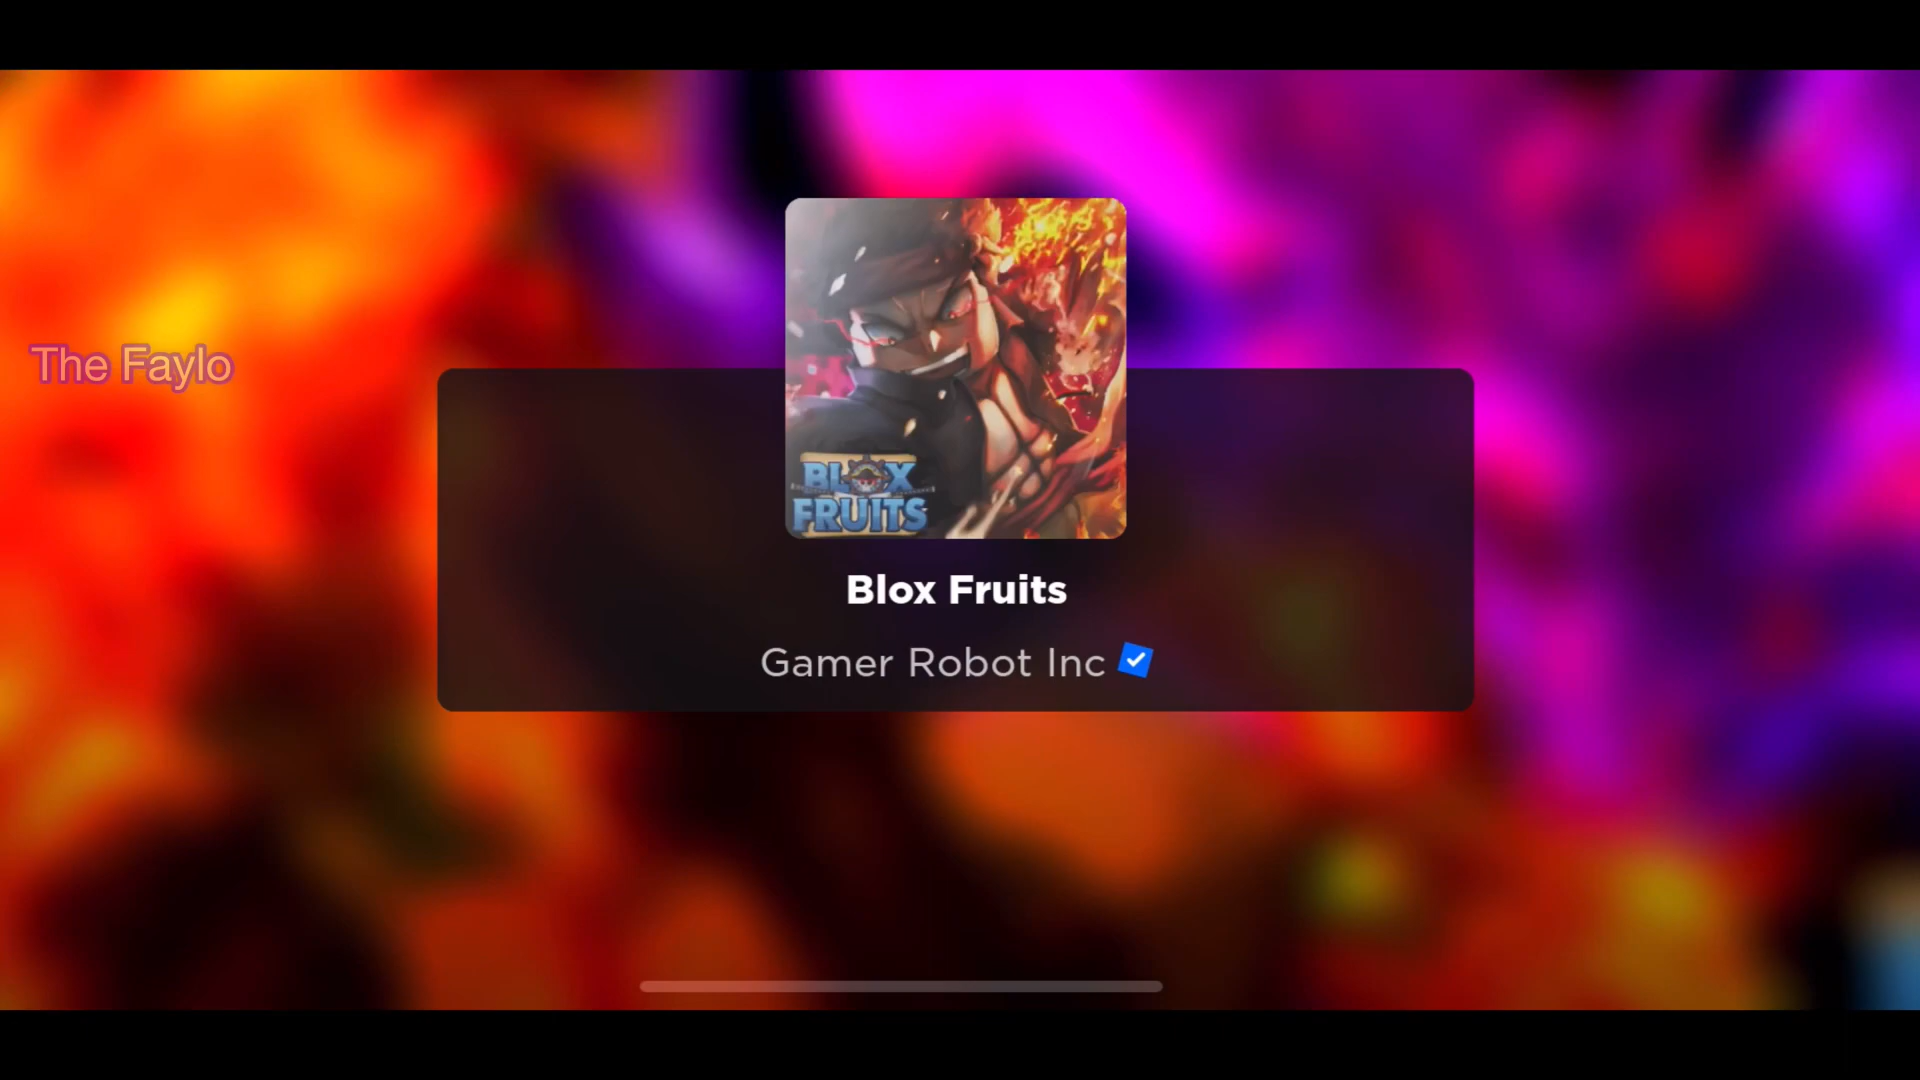 The Faylo
BLOX
FRUITS
Blox Fruits
Gamer Robot Inc